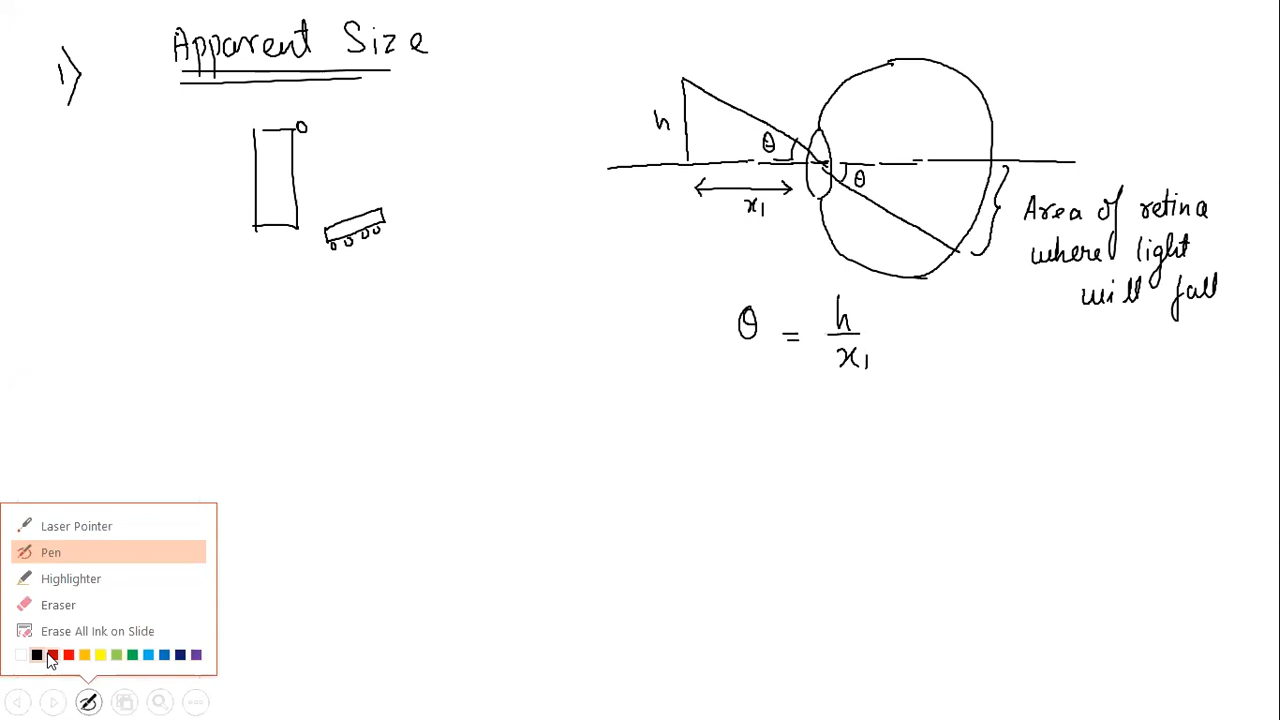 1) Apparent Size
h
θ
θ
x₁
Area of retina
where light
will fall
θ = h/x₁
Laser Pointer
Pen
Highlighter
Eraser
Erase All Ink on Slide